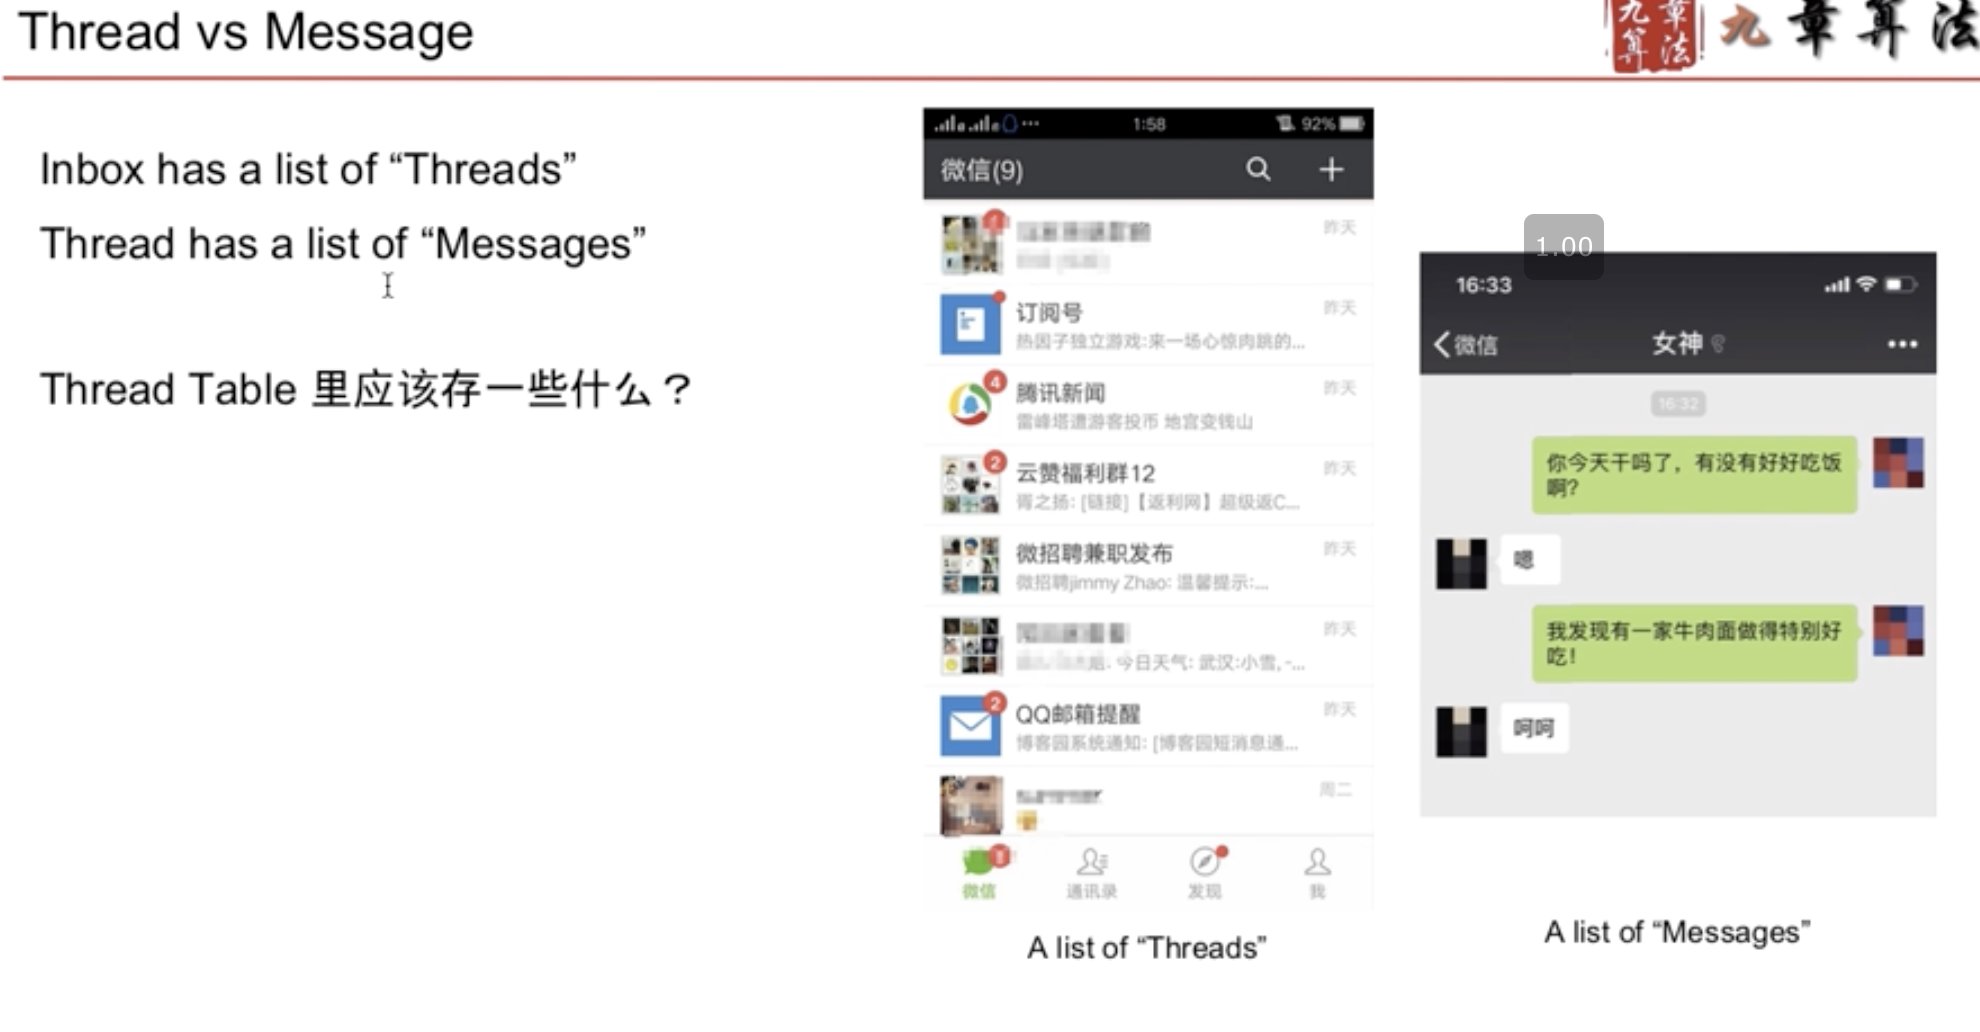 Thread vs Message
九章算法
九章算法
Inbox has a list of “Threads”
Thread has a list of “Messages”
Thread Table 里应该存一些什么？
1:58
92%
微信(9)
昨天
订阅号
昨天
热因子独立游戏:来一场心惊肉跳的...
4
腾讯新闻
昨天
雷峰塔遭游客投币 地宫变钱山
2
云赞福利群12
昨天
胥之扬: [链接]【返利网】超级返C...
微招聘兼职发布
昨天
微招聘jimmy Zhao: 温馨提示:...
昨天
今日天气: 武汉:小雪, -...
2
QQ邮箱提醒
昨天
博客园系统通知: [博客园短消息通...
周二
微信
通讯录
发现
我
A list of “Threads”
1.00
16:33
微信
女神
16:32
你今天干吗了，有没有好好吃饭
啊？
嗯
我发现有一家牛肉面做得特别好
吃！
呵呵
A list of “Messages”